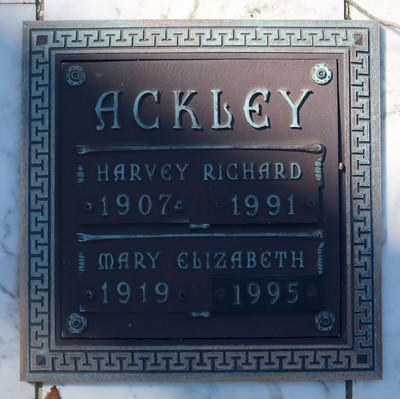 ACKLEY
HARVEY RICHARD
1907 1991
MARY ELIZABETH
1919 1995